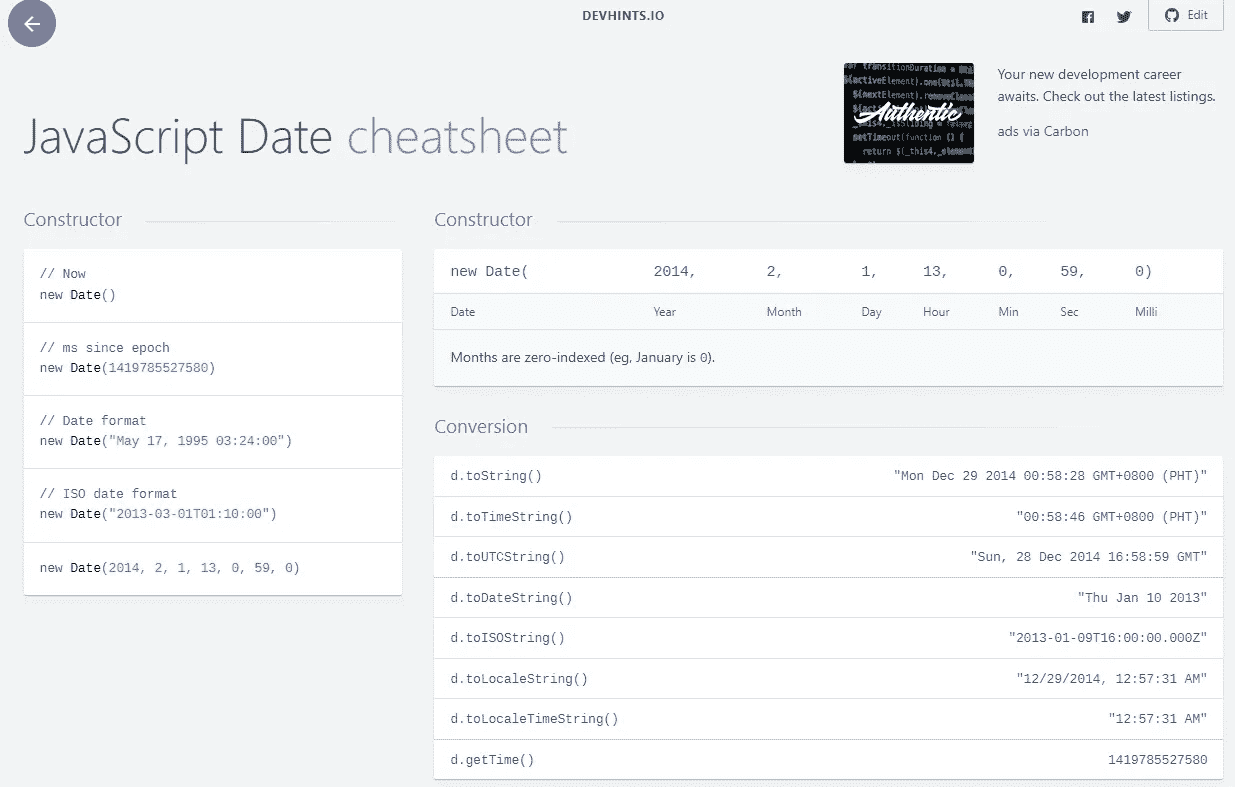 DEVHINTS.IO
Edit
Authentic
Your new development career
awaits. Check out the latest listings.
ads via Carbon
JavaScript Date cheatsheet
Constructor
// Now
new Date()
// ms since epoch
new Date(1419785527580)
// Date format
new Date("May 17, 1995 03:24:00")
// ISO date format
new Date("2013-03-01T01:10:00")
new Date(2014, 2, 1, 13, 0, 59, 0)
Constructor
new Date( 2014, 2, 1, 13, 0, 59, 0)
Date Year Month Day Hour Min Sec Milli
Months are zero-indexed (eg, January is 0).
Conversion
d.toString() "Mon Dec 29 2014 00:58:28 GMT+0800 (PHT)"
d.toTimeString() "00:58:46 GMT+0800 (PHT)"
d.toUTCString() "Sun, 28 Dec 2014 16:58:59 GMT"
d.toDateString() "Thu Jan 10 2013"
d.toISOString() "2013-01-09T16:00:00.000Z"
d.toLocaleString() "12/29/2014, 12:57:31 AM"
d.toLocaleTimeString() "12:57:31 AM"
d.getTime() 1419785527580